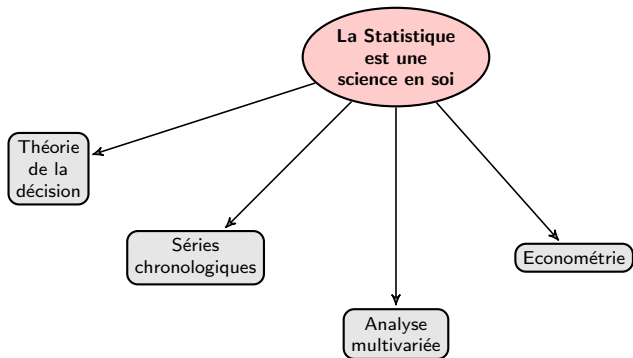 La Statistique
est une
science en soi
Théorie
de la
décision
Séries
chronologiques
Analyse
multivariée
Econométrie